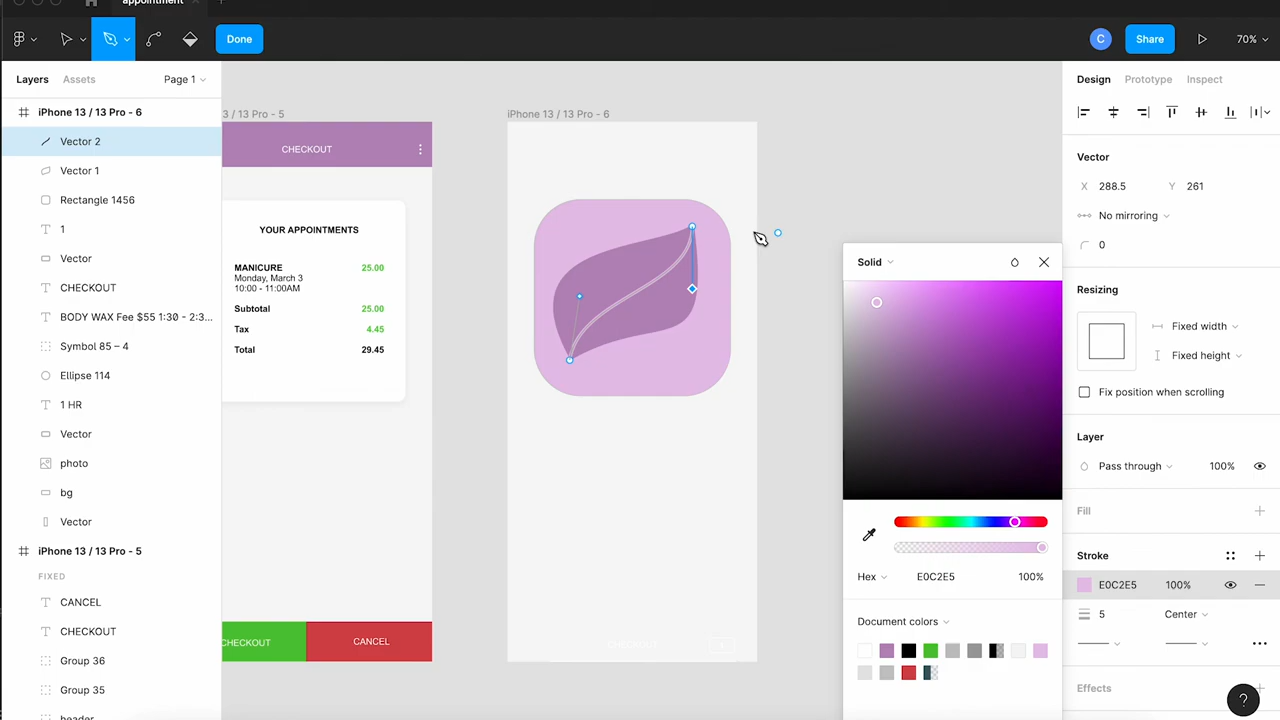 appointment
Done
C
Share
70%
Layers
Assets
Page 1
iPhone 13 / 13 Pro - 6
Vector 2
Vector 1
Rectangle 1456
1
Vector
CHECKOUT
BODY WAX Fee $55 1:30 - 2:3...
Symbol 85 – 4
Ellipse 114
1 HR
Vector
photo
bg
Vector
iPhone 13 / 13 Pro - 5
FIXED
CANCEL
CHECKOUT
Group 36
Group 35
header
3 / 13 Pro - 5
CHECKOUT
YOUR APPOINTMENTS
MANICURE 25.00
Monday, March 3
10:00 - 11:00AM
Subtotal 25.00
Tax 4.45
Total 29.45
CHECKOUT
CANCEL
iPhone 13 / 13 Pro - 6
CHECKOUT
Solid
Hex E0C2E5 100%
Document colors
Design
Prototype
Inspect
Vector
X 288.5 Y 261
No mirroring
0
Resizing
Fixed width
Fixed height
Fix position when scrolling
Layer
Pass through 100%
Fill
Stroke
E0C2E5 100%
5 Center
Effects
?